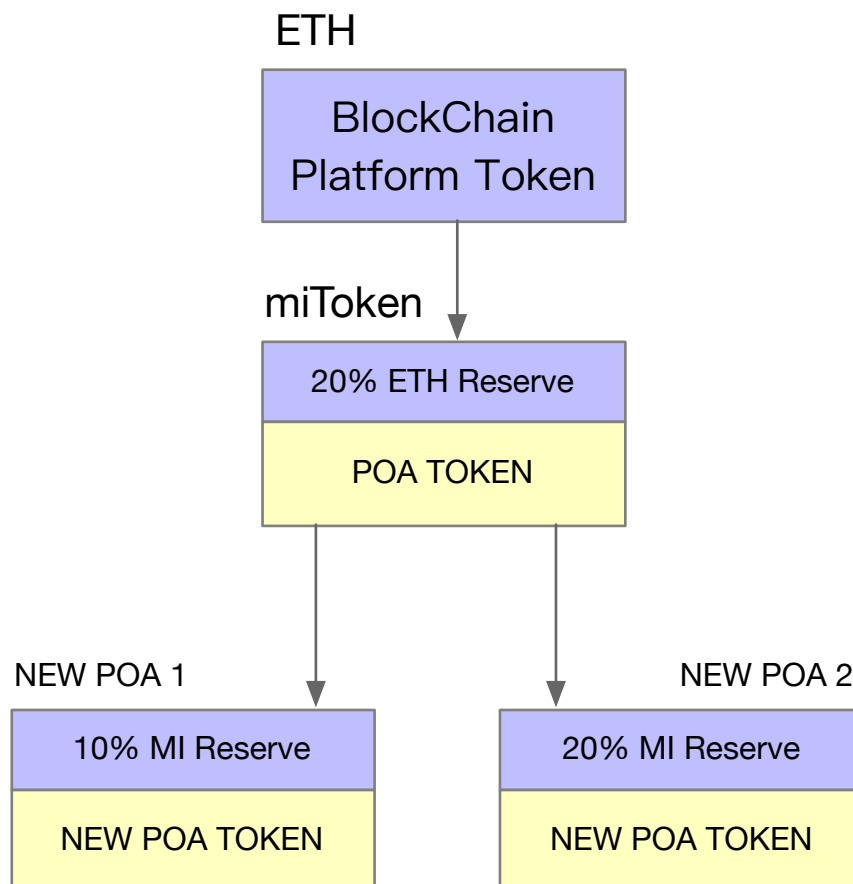 ETH
BlockChain
Platform Token
miToken
20% ETH Reserve
POA TOKEN
NEW POA 1
NEW POA 2
10% MI Reserve
20% MI Reserve
NEW POA TOKEN
NEW POA TOKEN